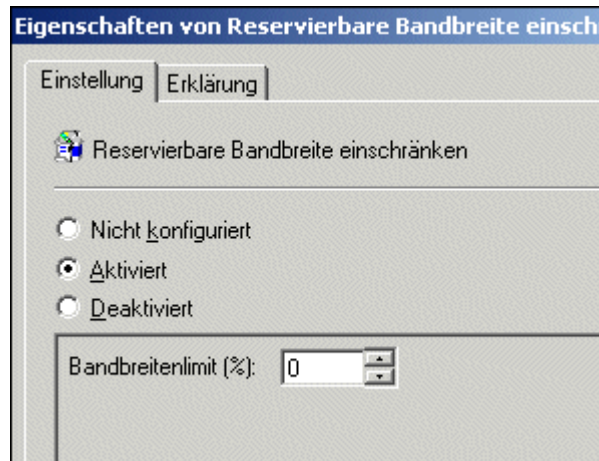 Eigenschaften von Reservierbare Bandbreite einsch
Einstellung Erklärung
Reservierbare Bandbreite einschränken
Nicht konfiguriert
Aktiviert
Deaktiviert
Bandbreitenlimit (%): 0